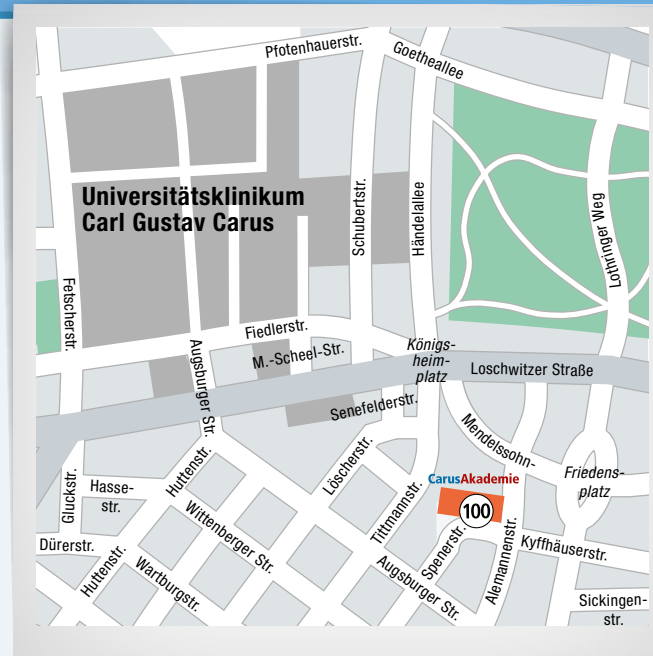 Pfotenhauerstr.
Goetheallee
Universitätsklinikum
Carl Gustav Carus
Schubertstr.
Händelallee
Lothringer Weg
Fetscherstr.
Fiedlerstr.
M.-Scheel-Str.
Augsburger Str.
Königs-
heim-
platz
Loschwitzer Straße
Senefelderstr.
Mendelssohn-
Löscherstr.
Huttenstr.
CarusAkademie
100
Friedens-
platz
Gluckstr.
Hasse-
str.
Wittenberger Str.
Tittmannstr.
Spenerstr.
Alemannenstr.
Kyffhäuserstr.
Dürerstr.
Huttenstr.
Wartburgstr.
Augsburger Str.
Sickingen-
str.